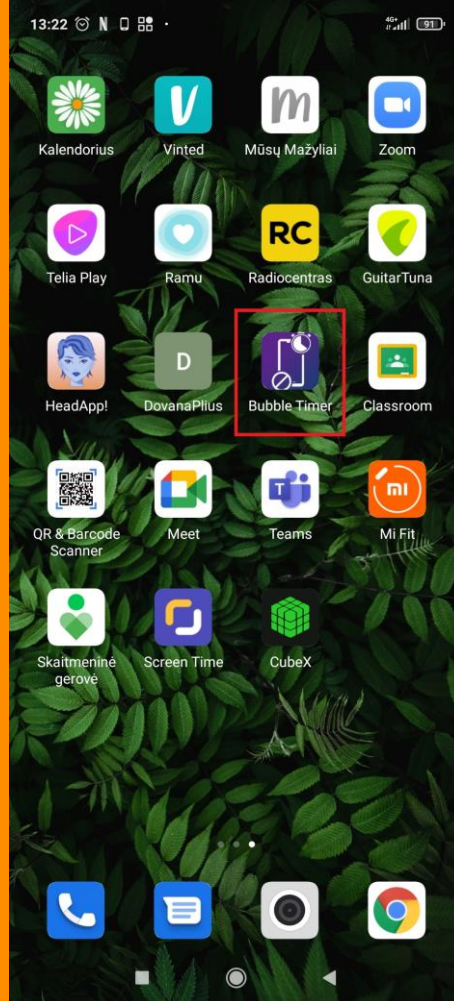 13:22
4G+
91
Kalendorius
Vinted
Mūsų Mažyliai
Zoom
Telia Play
Ramu
RC
Radiocentras
GuitarTuna
HeadApp!
D
DovanaPlius
Bubble Timer
Classroom
QR & Barcode
Scanner
Meet
Teams
Mi Fit
Skaitmeninė
gerovė
Screen Time
CubeX